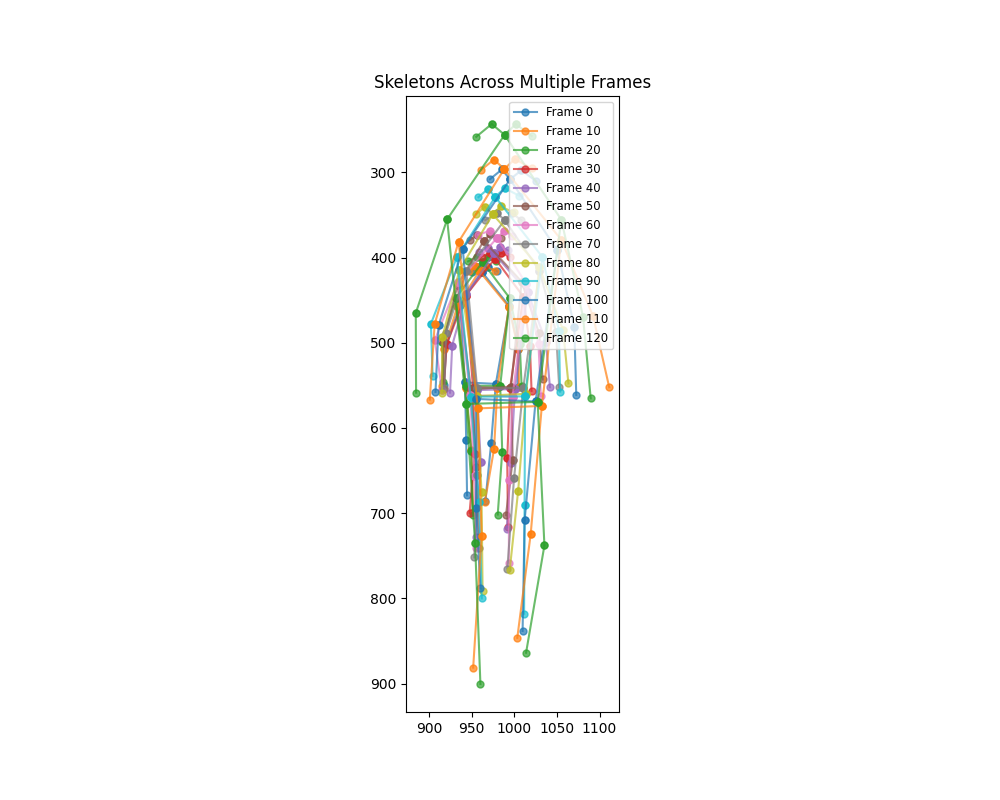 Skeletons Across Multiple Frames
Frame 0
Frame 10
Frame 20
Frame 30
Frame 40
Frame 50
Frame 60
Frame 70
Frame 80
Frame 90
Frame 100
Frame 110
Frame 120
300
400
500
600
700
800
900
900 950 1000 1050 1100